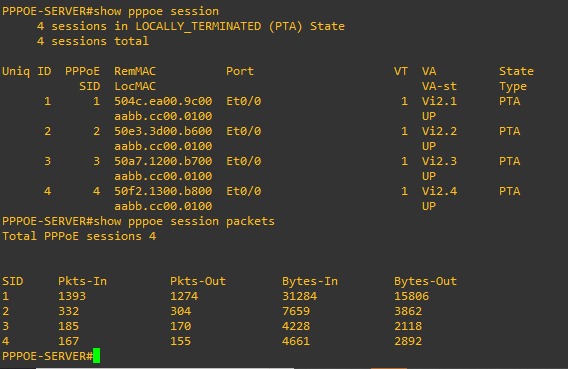 PPPOE-SERVER#show pppoe session
     4 sessions in LOCALLY_TERMINATED (PTA) State
     4 sessions total
Uniq ID  PPPoE  RemMAC          Port                    VT  VA         State
           SID  LocMAC                                      VA-st      Type
      1      1  504c.ea00.9c00  Et0/0                    1  Vi2.1      PTA
                aabb.cc00.0100                              UP
      2      2  50e3.3d00.b600  Et0/0                    1  Vi2.2      PTA
                aabb.cc00.0100                              UP
      3      3  50a7.1200.b700  Et0/0                    1  Vi2.3      PTA
                aabb.cc00.0100                              UP
      4      4  50f2.1300.b800  Et0/0                    1  Vi2.4      PTA
                aabb.cc00.0100                              UP
PPPOE-SERVER#show pppoe session packets
Total PPPoE sessions 4
SID     Pkts-In         Pkts-Out        Bytes-In        Bytes-Out
1       1393            1274            31284           15806
2       332             304             7659            3862
3       185             170             4228            2118
4       167             155             4661            2892
PPPOE-SERVER#